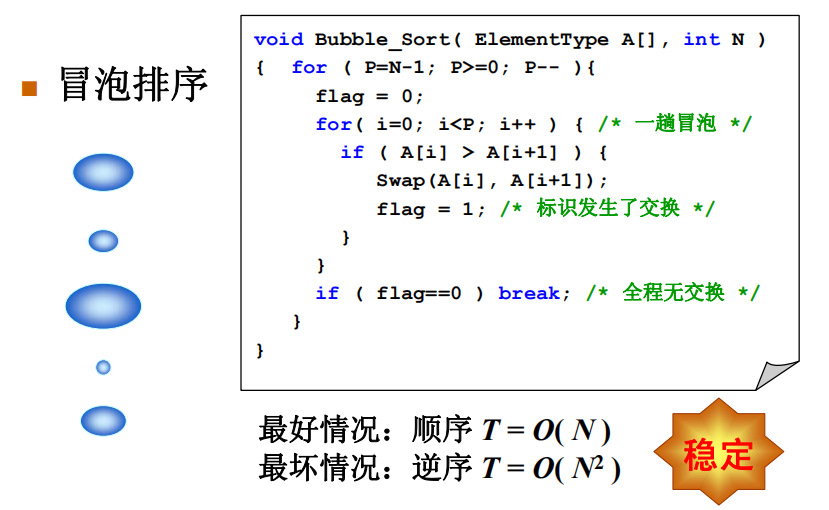 冒泡排序
void Bubble_Sort( ElementType A[], int N )
{ for ( P=N-1; P>=0; P-- ){
flag = 0;
for( i=0; i<P; i++ ) { /* 一趟冒泡 */
if ( A[i] > A[i+1] ) {
Swap(A[i], A[i+1]);
flag = 1; /* 标识发生了交换 */
}
}
if ( flag==0 ) break; /* 全程无交换 */
}
}
最好情况：顺序 T = O( N )
最坏情况：逆序 T = O( N² )
稳定